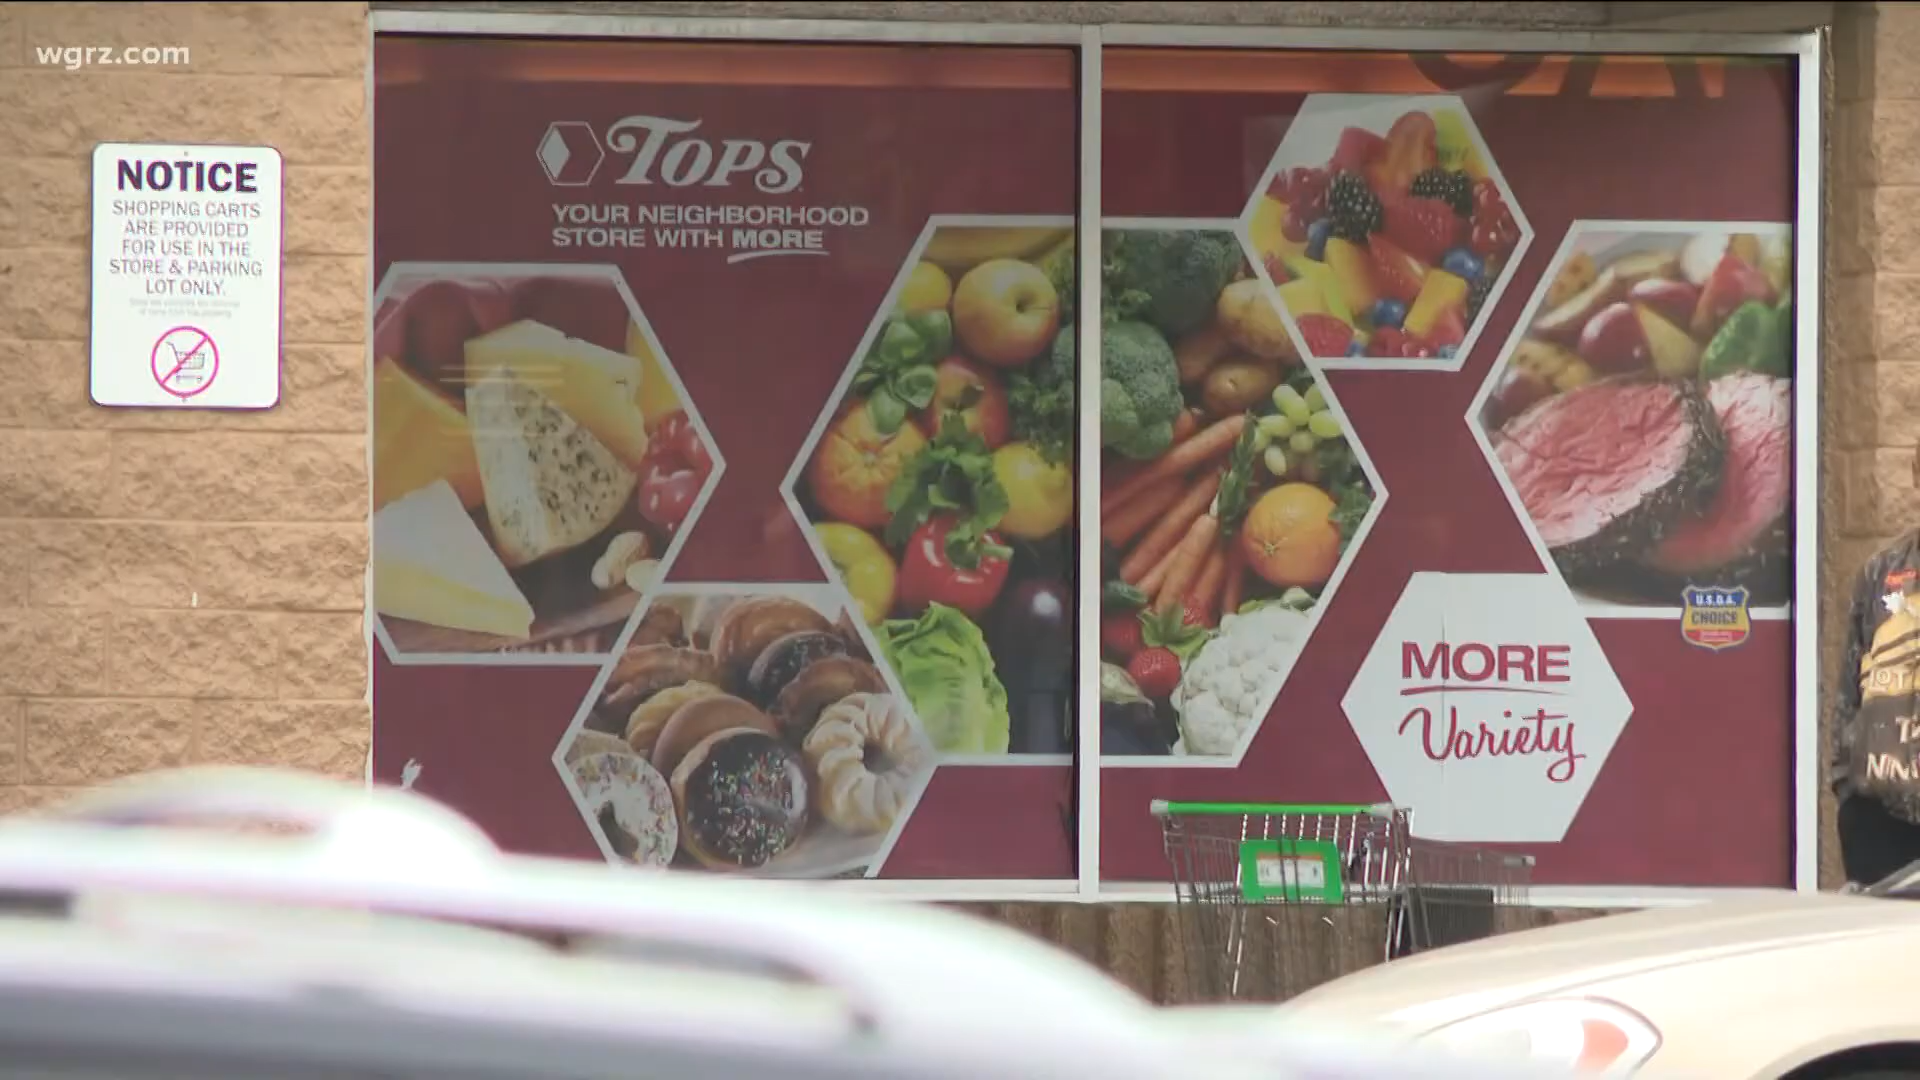 wgrz.com
NOTICE
SHOPPING CARTS
ARE PROVIDED
FOR USE IN THE
STORE & PARKING
LOT ONLY.
TOPS
YOUR NEIGHBORHOOD
STORE WITH MORE
U.S.D.A.
CHOICE
MORE
Variety